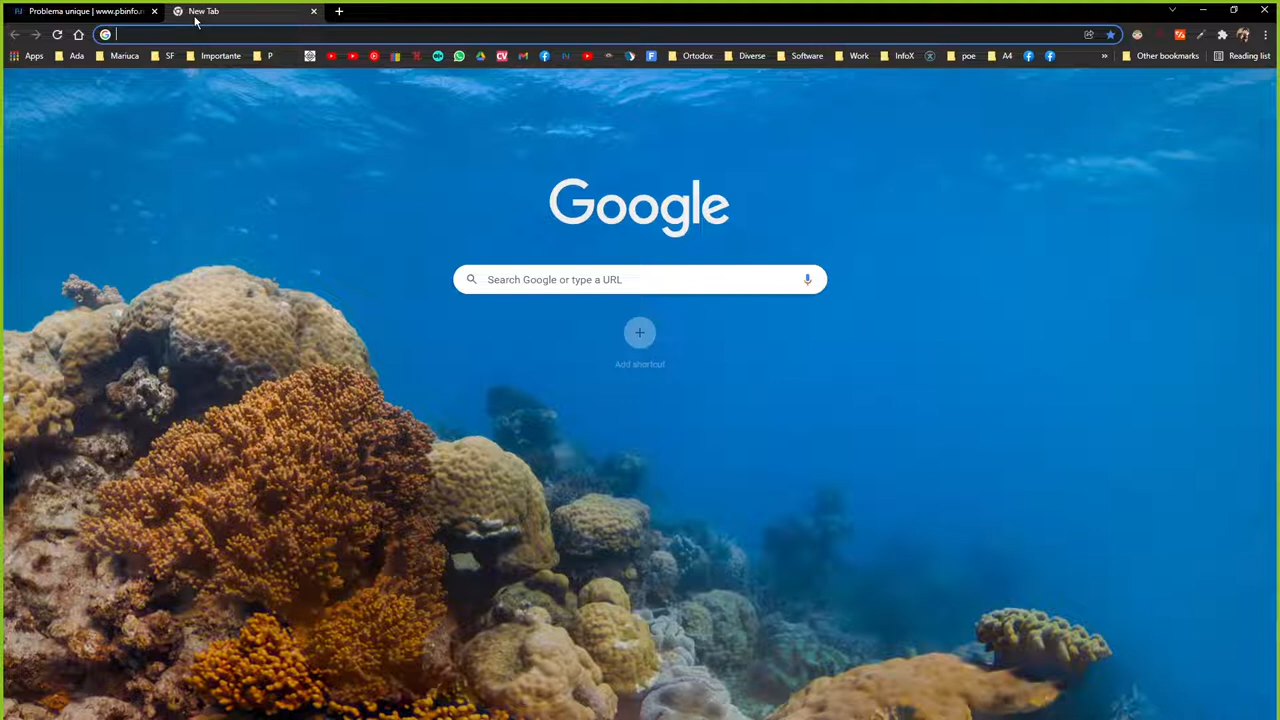 Problema unique | www.pbinfo.r
New Tab
Apps
Ada
Mariuca
SF
Importante
P
CV
Ortodox
Diverse
Software
Work
InfoX
poe
A4
Other bookmarks
Reading list
Google
Search Google or type a URL
Add shortcut